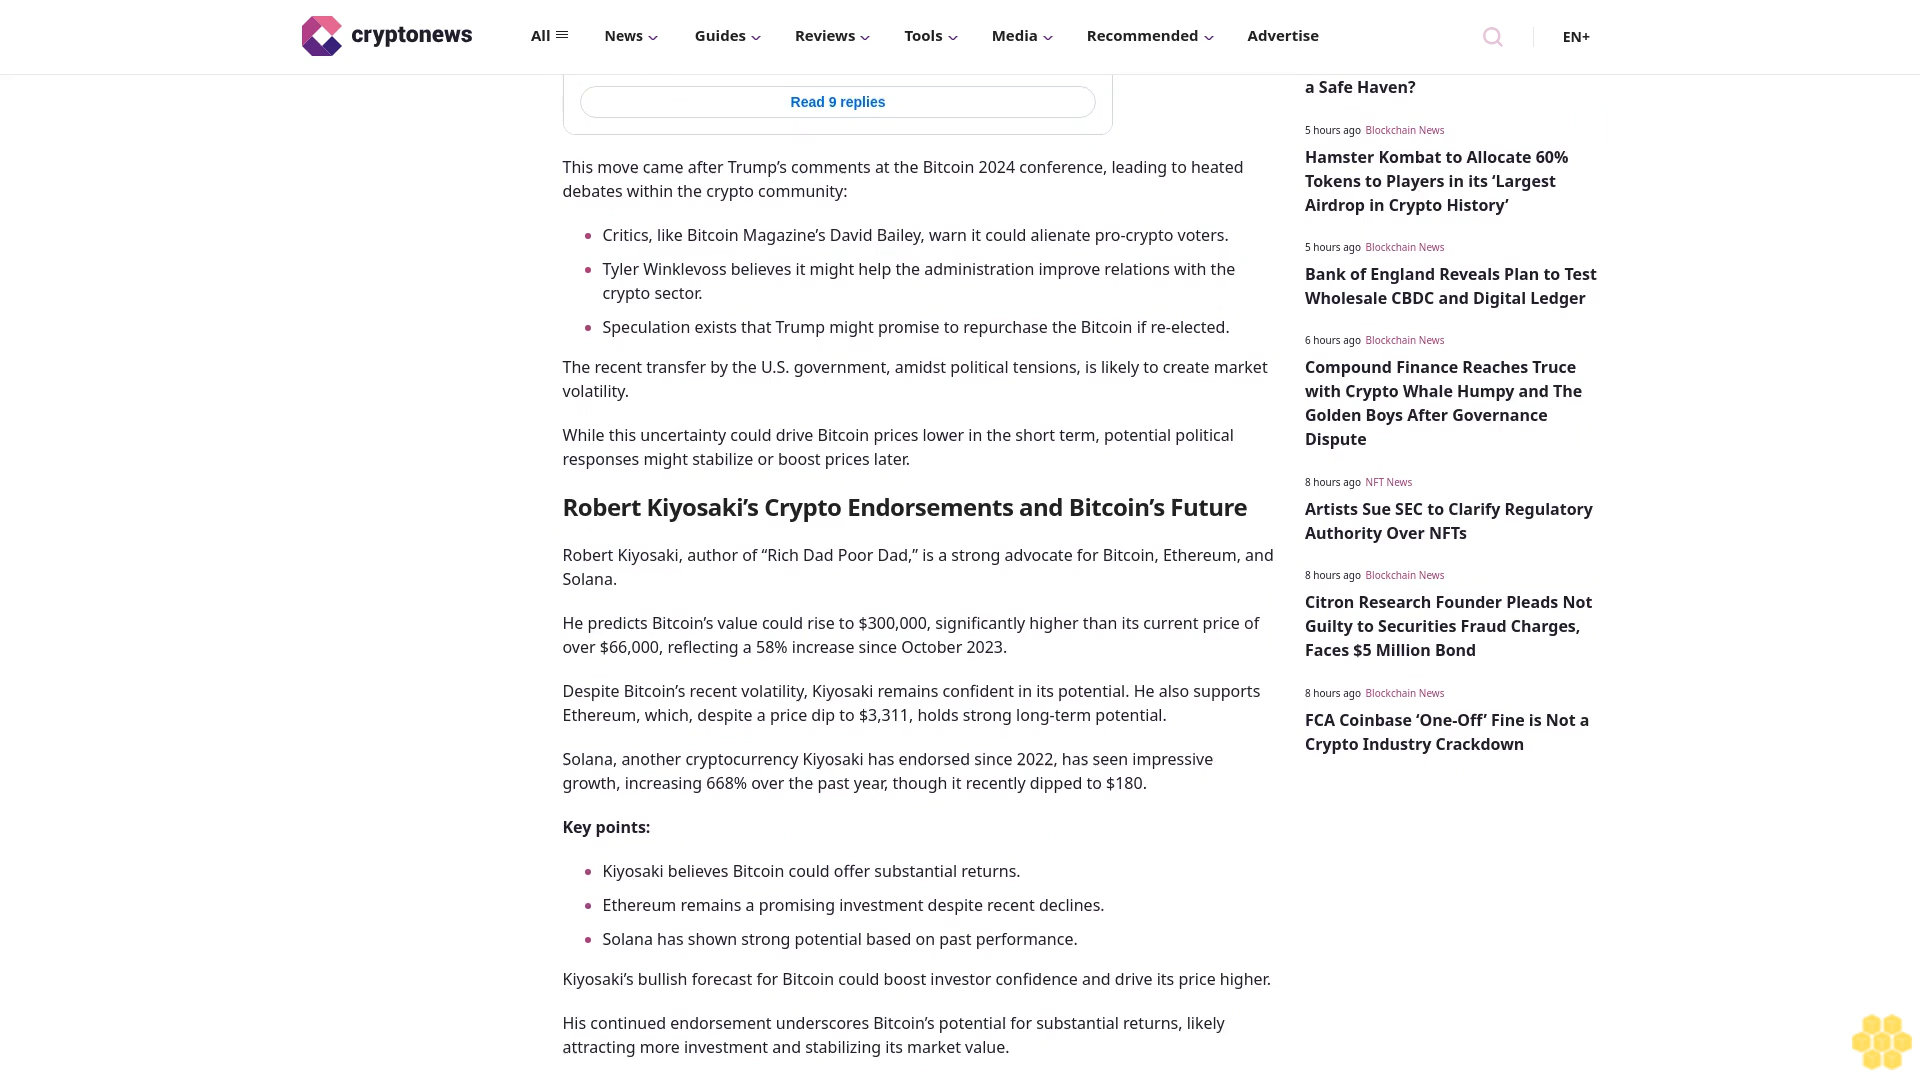 cryptonews
All
News
Guides
Reviews
Tools
Media
Recommended
Advertise
EN+
Read 9 replies
This move came after Trump’s comments at the Bitcoin 2024 conference, leading to heated
debates within the crypto community:
Critics, like Bitcoin Magazine’s David Bailey, warn it could alienate pro-crypto voters.
Tyler Winklevoss believes it might help the administration improve relations with the
crypto sector.
Speculation exists that Trump might promise to repurchase the Bitcoin if re-elected.
The recent transfer by the U.S. government, amidst political tensions, is likely to create market
volatility.
While this uncertainty could drive Bitcoin prices lower in the short term, potential political
responses might stabilize or boost prices later.
Robert Kiyosaki’s Crypto Endorsements and Bitcoin’s Future
Robert Kiyosaki, author of “Rich Dad Poor Dad,” is a strong advocate for Bitcoin, Ethereum, and
Solana.
He predicts Bitcoin’s value could rise to $300,000, significantly higher than its current price of
over $66,000, reflecting a 58% increase since October 2023.
Despite Bitcoin’s recent volatility, Kiyosaki remains confident in its potential. He also supports
Ethereum, which, despite a price dip to $3,311, holds strong long-term potential.
Solana, another cryptocurrency Kiyosaki has endorsed since 2022, has seen impressive
growth, increasing 668% over the past year, though it recently dipped to $180.
Key points:
Kiyosaki believes Bitcoin could offer substantial returns.
Ethereum remains a promising investment despite recent declines.
Solana has shown strong potential based on past performance.
Kiyosaki’s bullish forecast for Bitcoin could boost investor confidence and drive its price higher.
His continued endorsement underscores Bitcoin’s potential for substantial returns, likely
attracting more investment and stabilizing its market value.
a Safe Haven?
5 hours ago Blockchain News
Hamster Kombat to Allocate 60%
Tokens to Players in its ‘Largest
Airdrop in Crypto History’
5 hours ago Blockchain News
Bank of England Reveals Plan to Test
Wholesale CBDC and Digital Ledger
6 hours ago Blockchain News
Compound Finance Reaches Truce
with Crypto Whale Humpy and The
Golden Boys After Governance
Dispute
8 hours ago NFT News
Artists Sue SEC to Clarify Regulatory
Authority Over NFTs
8 hours ago Blockchain News
Citron Research Founder Pleads Not
Guilty to Securities Fraud Charges,
Faces $5 Million Bond
8 hours ago Blockchain News
FCA Coinbase ‘One-Off’ Fine is Not a
Crypto Industry Crackdown